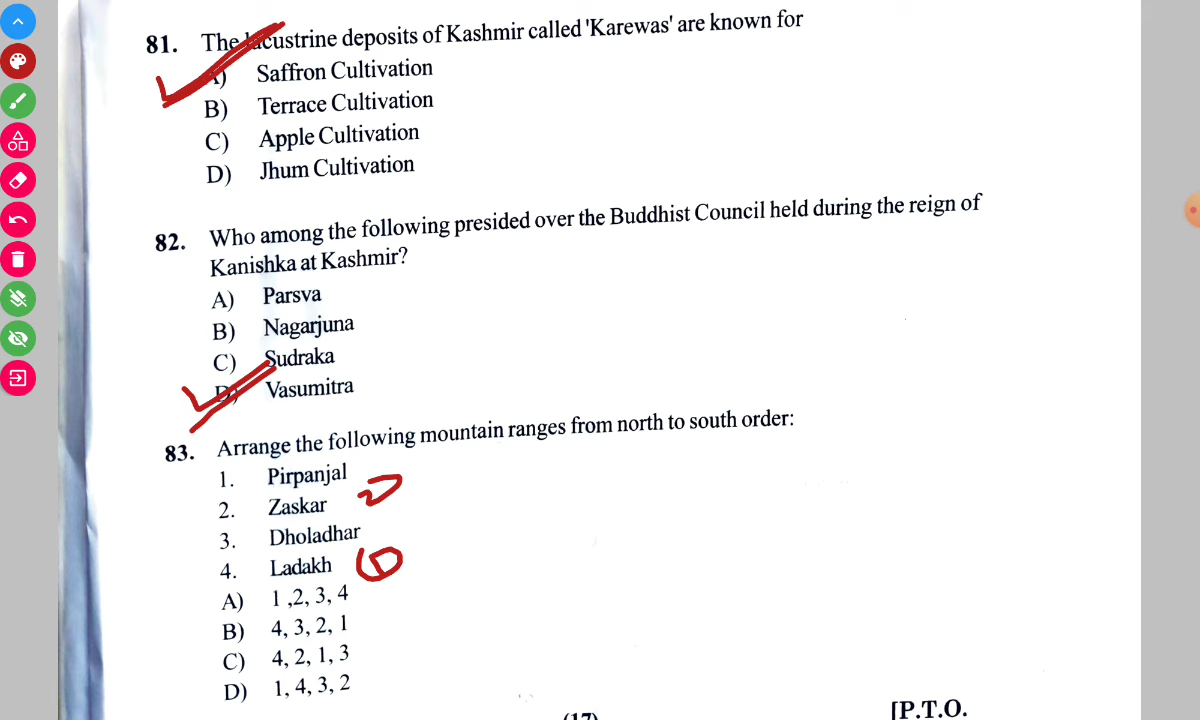 81. The lacustrine deposits of Kashmir called 'Karewas' are known for
A) Saffron Cultivation
B) Terrace Cultivation
C) Apple Cultivation
D) Jhum Cultivation
82. Who among the following presided over the Buddhist Council held during the reign of
Kanishka at Kashmir?
A) Parsva
B) Nagarjuna
C) Sudraka
D) Vasumitra
83. Arrange the following mountain ranges from north to south order:
1. Pirpanjal
2. Zaskar
3. Dholadhar
4. Ladakh
A) 1 ,2, 3, 4
B) 4, 3, 2, 1
C) 4, 2, 1, 3
D) 1, 4, 3, 2
(17)
[P.T.O.